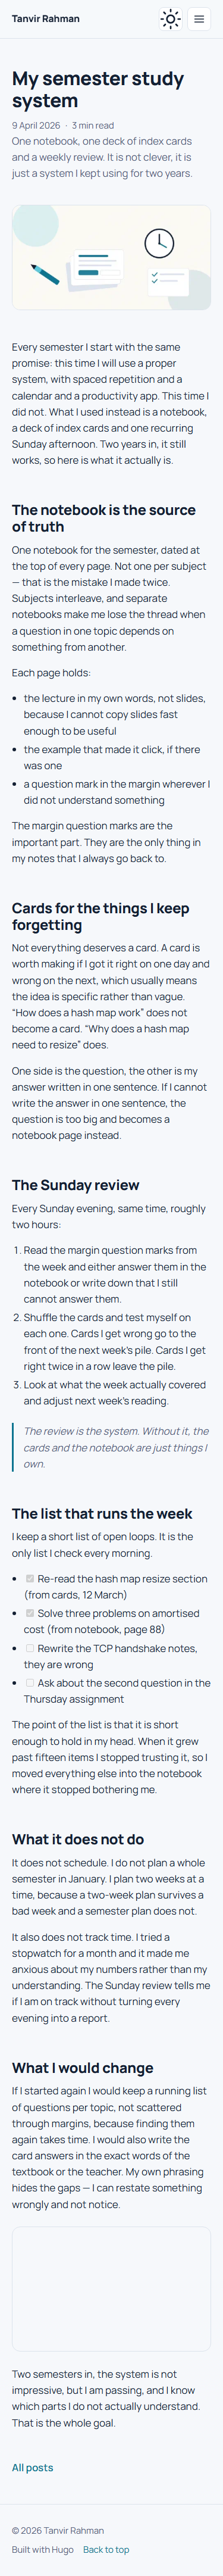 Tanvir Rahman
My semester study
system
9 April 2026 · 3 min read
One notebook, one deck of index cards
and a weekly review. It is not clever, it is
just a system I kept using for two years.
Every semester I start with the same
promise: this time I will use a proper
system, with spaced repetition and a
calendar and a productivity app. This time I
did not. What I used instead is a notebook,
a deck of index cards and one recurring
Sunday afternoon. Two years in, it still
works, so here is what it actually is.
The notebook is the source
of truth
One notebook for the semester, dated at
the top of every page. Not one per subject
— that is the mistake I made twice.
Subjects interleave, and separate
notebooks make me lose the thread when
a question in one topic depends on
something from another.
Each page holds:
• the lecture in my own words, not slides,
because I cannot copy slides fast
enough to be useful
• the example that made it click, if there
was one
• a question mark in the margin wherever I
did not understand something
The margin question marks are the
important part. They are the only thing in
my notes that I always go back to.
Cards for the things I keep
forgetting
Not everything deserves a card. A card is
worth making if I got it right on one day and
wrong on the next, which usually means
the idea is specific rather than vague.
“How does a hash map work” does not
become a card. “Why does a hash map
need to resize” does.
One side is the question, the other is my
answer written in one sentence. If I cannot
write the answer in one sentence, the
question is too big and becomes a
notebook page instead.
The Sunday review
Every Sunday evening, same time, roughly
two hours:
1. Read the margin question marks from
the week and either answer them in the
notebook or write down that I still
cannot answer them.
2. Shuffle the cards and test myself on
each one. Cards I get wrong go to the
front of the next week’s pile. Cards I get
right twice in a row leave the pile.
3. Look at what the week actually covered
and adjust next week’s reading.
The review is the system. Without it, the
cards and the notebook are just things I
own.
The list that runs the week
I keep a short list of open loops. It is the
only list I check every morning.
• Re-read the hash map resize section
(from cards, 12 March)
• Solve three problems on amortised
cost (from notebook, page 88)
• Rewrite the TCP handshake notes,
they are wrong
• Ask about the second question in the
Thursday assignment
The point of the list is that it is short
enough to hold in my head. When it grew
past fifteen items I stopped trusting it, so I
moved everything else into the notebook
where it stopped bothering me.
What it does not do
It does not schedule. I do not plan a whole
semester in January. I plan two weeks at a
time, because a two-week plan survives a
bad week and a semester plan does not.
It also does not track time. I tried a
stopwatch for a month and it made me
anxious about my numbers rather than my
understanding. The Sunday review tells me
if I am on track without turning every
evening into a report.
What I would change
If I started again I would keep a running list
of questions per topic, not scattered
through margins, because finding them
again takes time. I would also write the
card answers in the exact words of the
textbook or the teacher. My own phrasing
hides the gaps — I can restate something
wrongly and not notice.
Two semesters in, the system is not
impressive, but I am passing, and I know
which parts I do not actually understand.
That is the whole goal.
All posts
© 2026 Tanvir Rahman
Built with Hugo Back to top